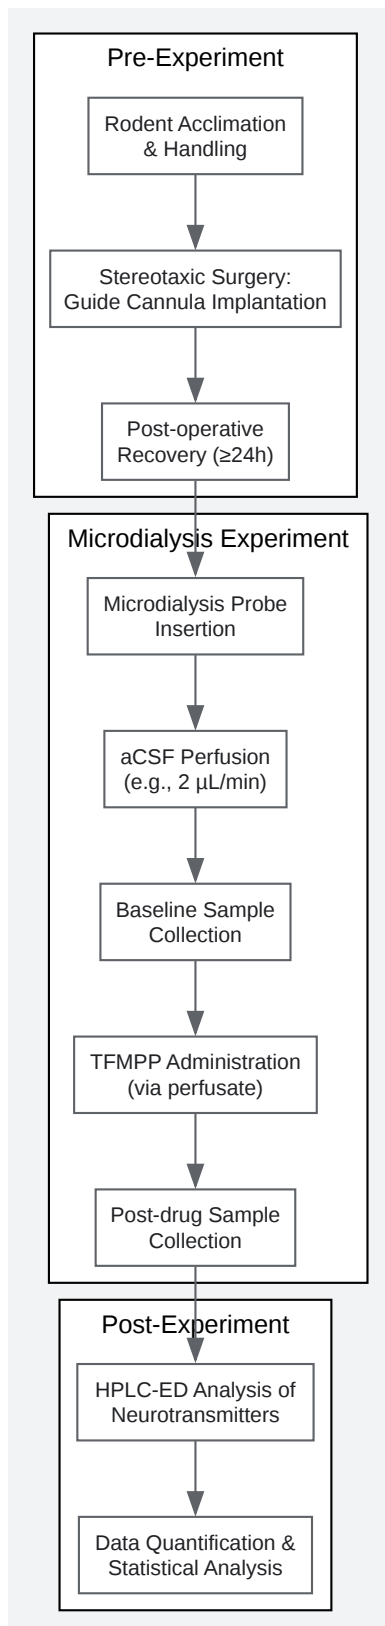 Pre-Experiment
Rodent Acclimation
& Handling
Stereotaxic Surgery:
Guide Cannula Implantation
Post-operative
Recovery (≥24h)
Microdialysis Experiment
Microdialysis Probe
Insertion
aCSF Perfusion
(e.g., 2 µL/min)
Baseline Sample
Collection
TFMPP Administration
(via perfusate)
Post-drug Sample
Collection
Post-Experiment
HPLC-ED Analysis of
Neurotransmitters
Data Quantification &
Statistical Analysis